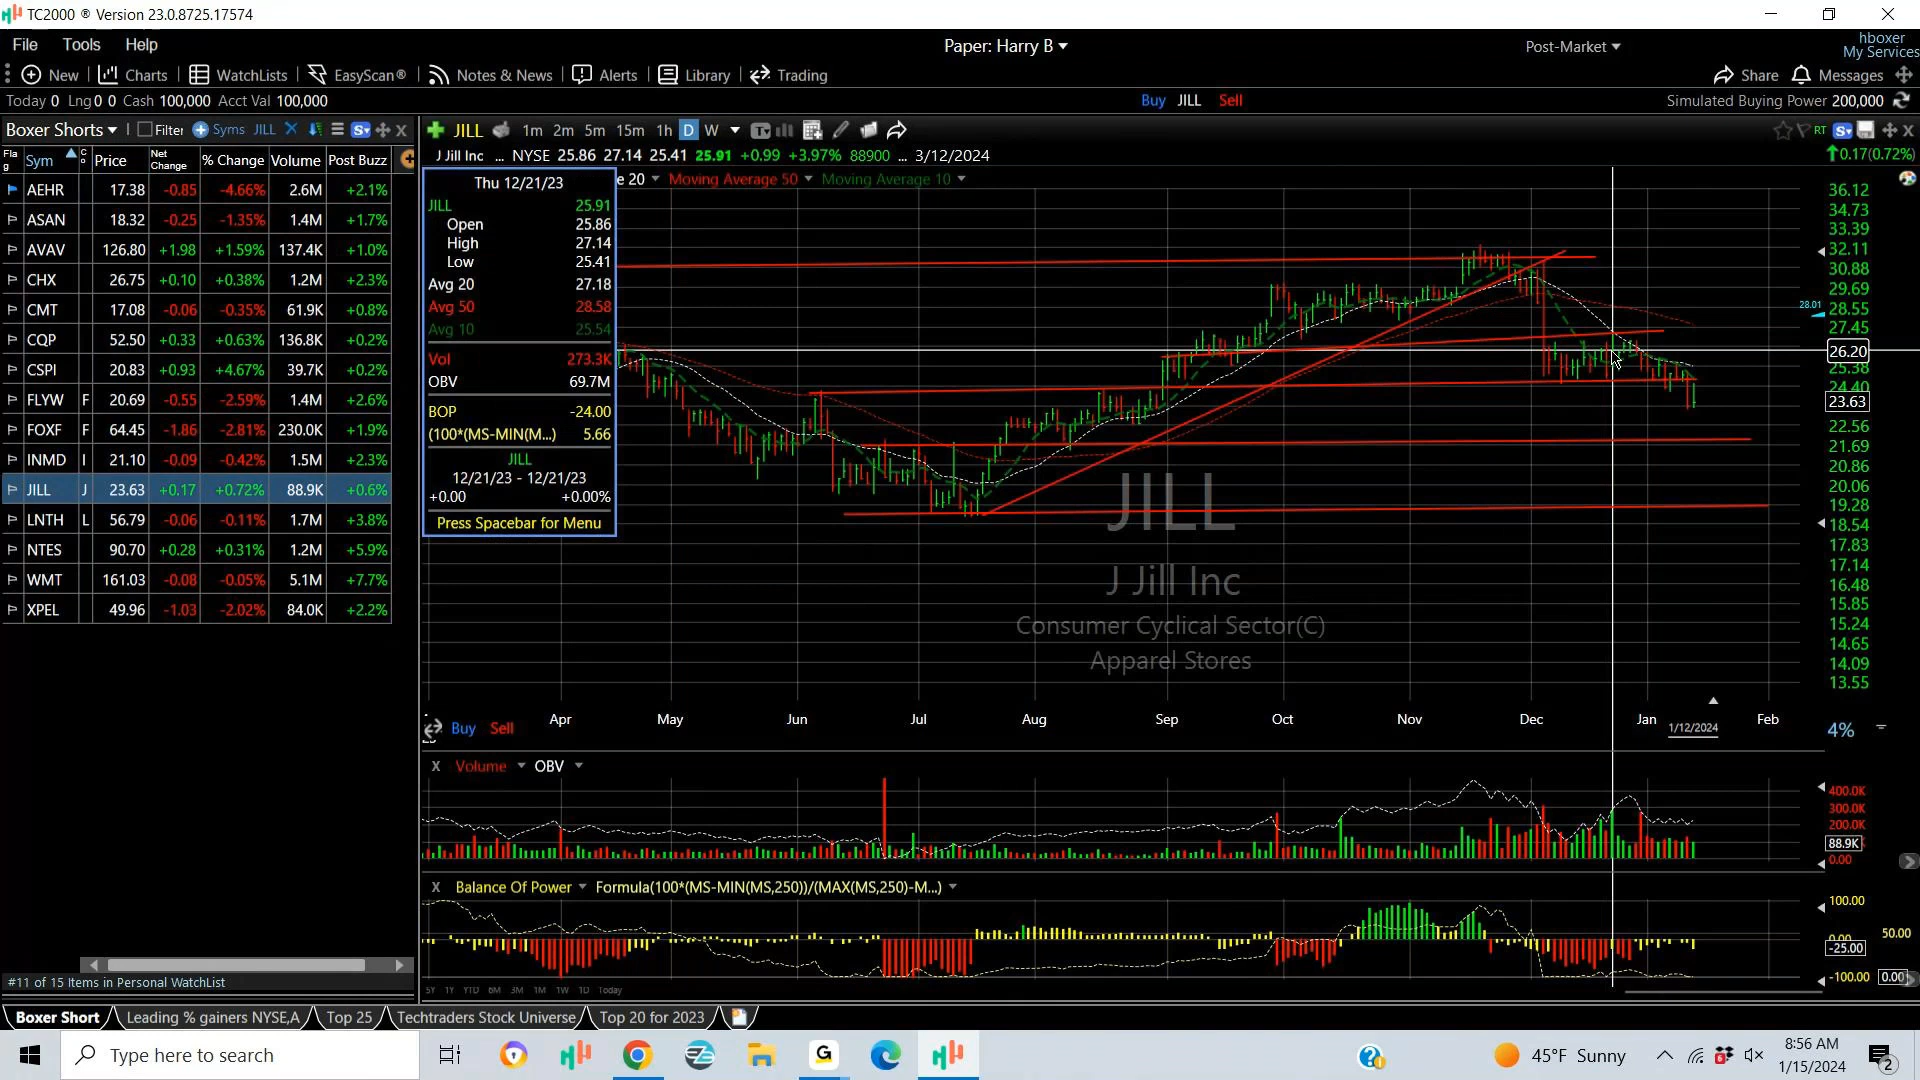 TC2000 ® Version 23.0.8725.17574
File Tools Help
Paper: Harry B
Post-Market
hboxer
My Services
New Charts WatchLists EasyScan® Notes & News Alerts Library Trading
Share Messages
Today 0 Lng 0 0 Cash 100,000 Acct Val 100,000
Buy JILL Sell
Simulated Buying Power 200,000
Boxer Shorts Filter Syms JILL
JILL 1m 2m 5m 15m 1h D W
RT
J Jill Inc ... NYSE 25.86 27.14 25.41 25.91 +0.99 +3.97% 88900 ... 3/12/2024
0.17(0.72%)
Flag Sym Co Price Net Change % Change Volume Post Buzz
AEHR 17.38 -0.85 -4.66% 2.6M +2.1%
ASAN 18.32 -0.25 -1.35% 1.4M +1.7%
AVAV 126.80 +1.98 +1.59% 137.4K +1.0%
CHX 26.75 +0.10 +0.38% 1.2M +2.3%
CMT 17.08 -0.06 -0.35% 61.9K +0.8%
CQP 52.50 +0.33 +0.63% 136.8K +0.2%
CSPI 20.83 +0.93 +4.67% 39.7K +0.2%
FLYW F 20.69 -0.55 -2.59% 1.4M +2.6%
FOXF F 64.45 -1.86 -2.81% 230.0K +1.9%
INMD I 21.10 -0.09 -0.42% 1.5M +2.3%
JILL J 23.63 +0.17 +0.72% 88.9K +0.6%
LNTH L 56.79 -0.06 -0.11% 1.7M +3.8%
NTES 90.70 +0.28 +0.31% 1.2M +5.9%
WMT 161.03 -0.08 -0.05% 5.1M +7.7%
XPEL 49.96 -1.03 -2.02% 84.0K +2.2%
#11 of 15 Items in Personal WatchList
e 20 Moving Average 50 Moving Average 10
Thu 12/21/23
JILL 25.91
Open 25.86
High 27.14
Low 25.41
Avg 20 27.18
Avg 50 28.58
Avg 10 25.54
Vol 273.3K
OBV 69.7M
BOP -24.00
(100*(MS-MIN(M...) 5.66
JILL
12/21/23 - 12/21/23
+0.00 +0.00%
Press Spacebar for Menu
JILL
J Jill Inc
Consumer Cyclical Sector(C)
Apparel Stores
36.12
34.73
33.39
32.11
30.88
29.69
28.01
28.55
27.45
26.20
25.38
24.40
23.63
22.56
21.69
20.86
20.06
19.28
18.54
17.83
17.14
16.48
15.85
15.24
14.65
14.09
13.55
Apr May Jun Jul Aug Sep Oct Nov Dec Jan Feb
1/12/2024
Buy Sell
4%
X Volume OBV
400.0K
300.0K
200.0K
88.9K
0.00
X Balance Of Power Formula(100*(MS-MIN(MS,250))/(MAX(MS,250)-M...)
100.00
50.00
0.00
-25.00
-100.00 0.00
5Y 1Y YTD 6M 3M 1M 1W 1D Today
Boxer Short Leading % gainers NYSE,A Top 25 Techtraders Stock Universe Top 20 for 2023
Type here to search
45°F Sunny
8:56 AM
1/15/2024
2